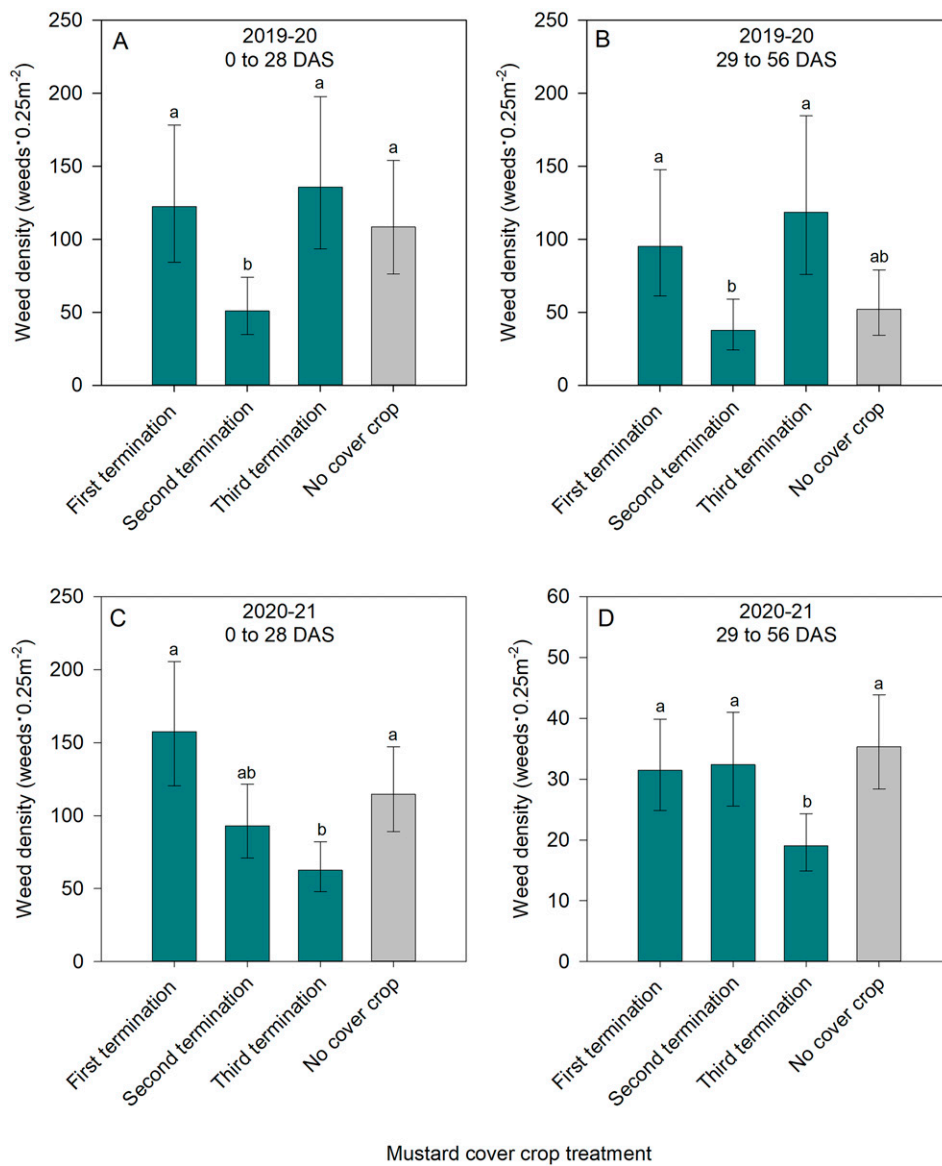 A
2019-20
0 to 28 DAS
Weed density (weeds·0.25m⁻²)
250
200
150
100
50
0
a
b
a
a
First termination
Second termination
Third termination
No cover crop
B
2019-20
29 to 56 DAS
Weed density (weeds·0.25m⁻²)
250
200
150
100
50
0
a
b
a
ab
First termination
Second termination
Third termination
No cover crop
C
2020-21
0 to 28 DAS
Weed density (weeds·0.25m⁻²)
250
200
150
100
50
0
a
ab
b
a
First termination
Second termination
Third termination
No cover crop
D
2020-21
29 to 56 DAS
Weed density (weeds·0.25m⁻²)
60
50
40
30
20
10
0
a
a
b
a
First termination
Second termination
Third termination
No cover crop
Mustard cover crop treatment